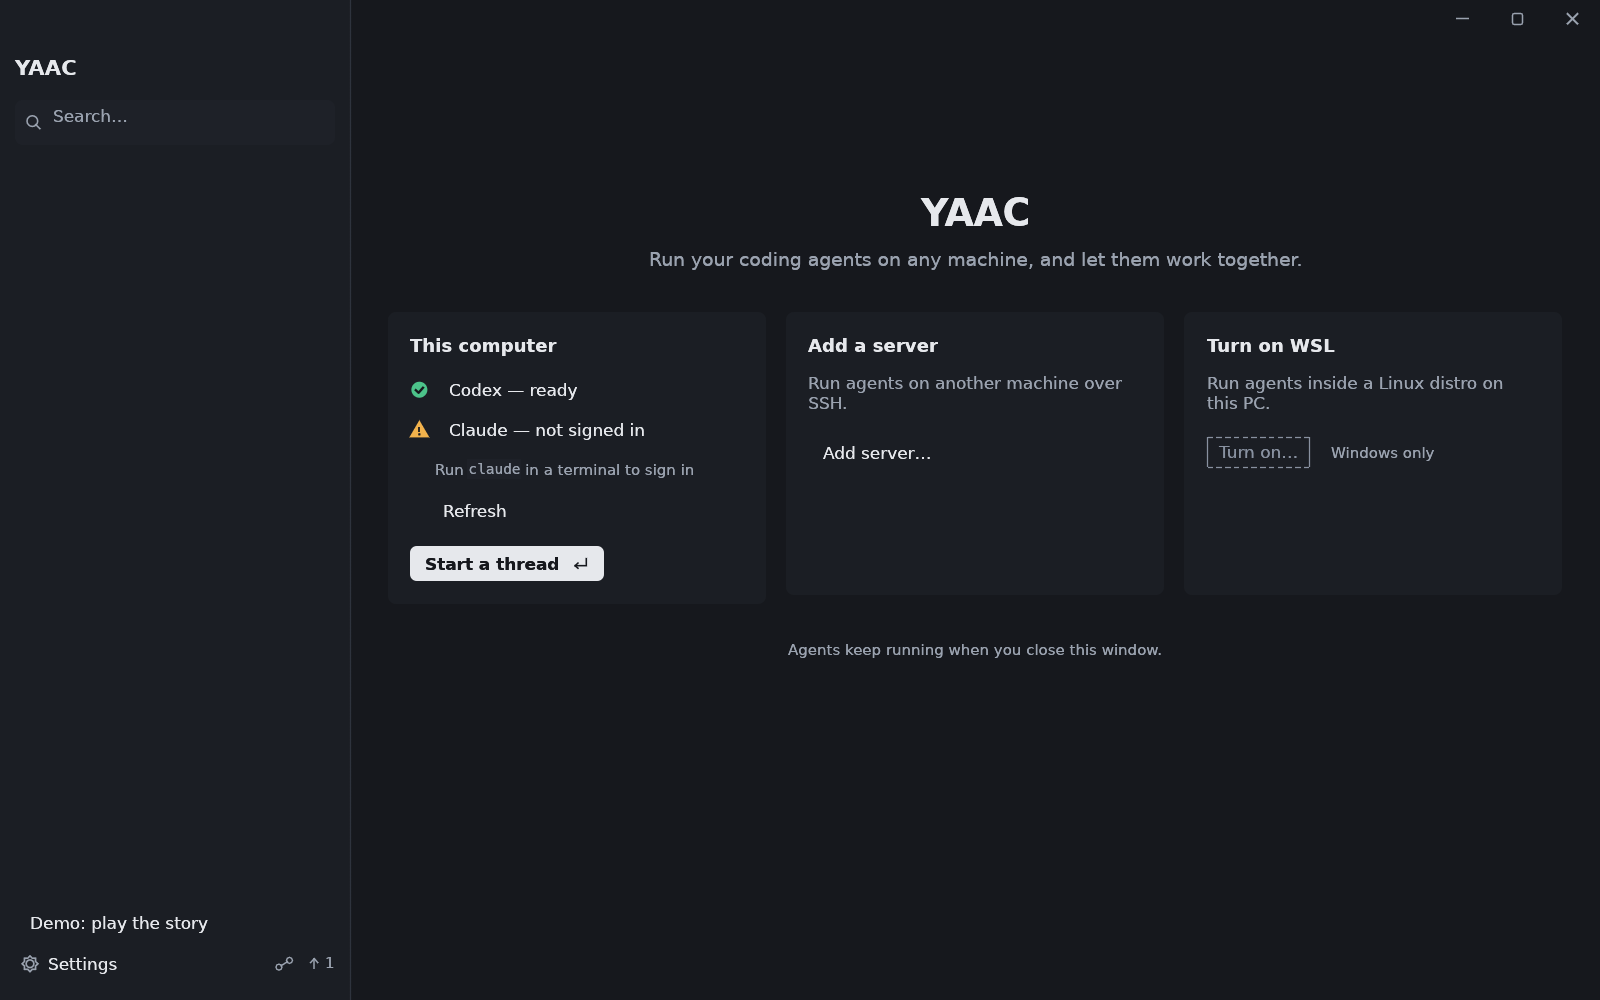 YAAC
Search...
YAAC
Run your coding agents on any machine, and let them work together.
This computer
Codex — ready
Claude — not signed in
Run claude in a terminal to sign in
Refresh
Start a thread
Add a server
Run agents on another machine over
SSH.
Add server...
Turn on WSL
Run agents inside a Linux distro on
this PC.
Turn on... Windows only
Agents keep running when you close this window.
Demo: play the story
Settings 1